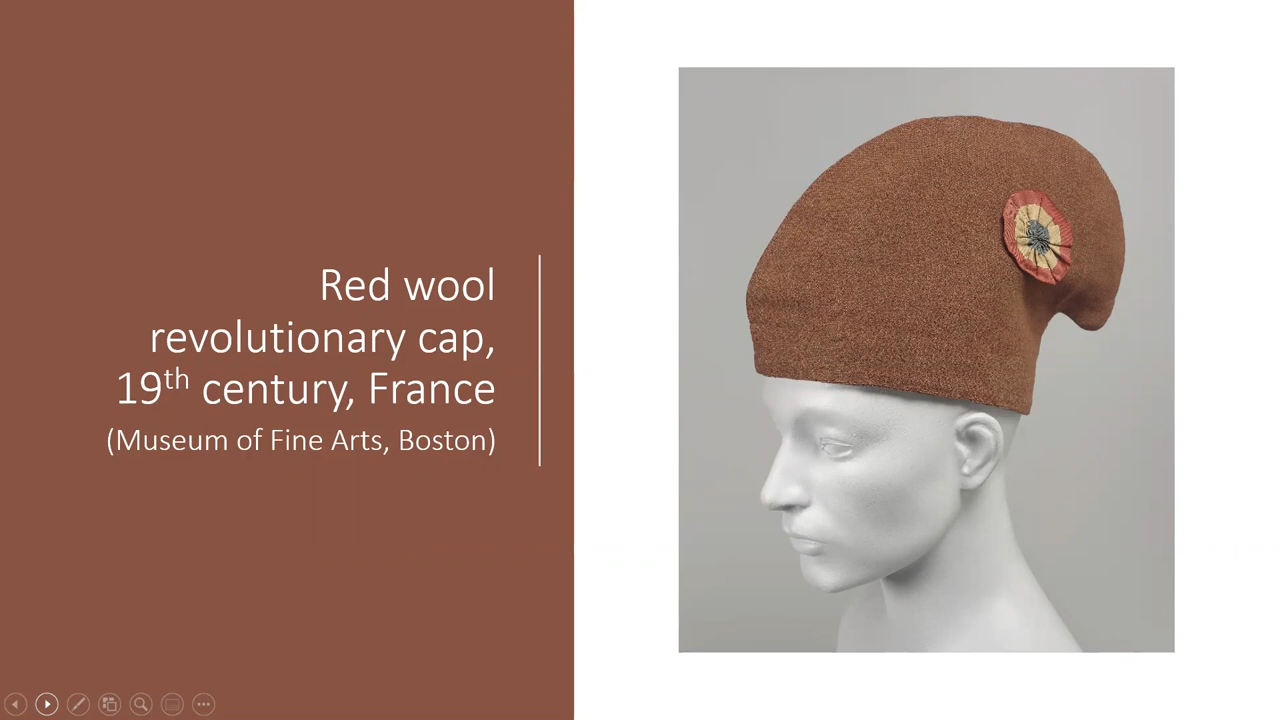 Red wool
revolutionary cap,
19th century, France
(Museum of Fine Arts, Boston)